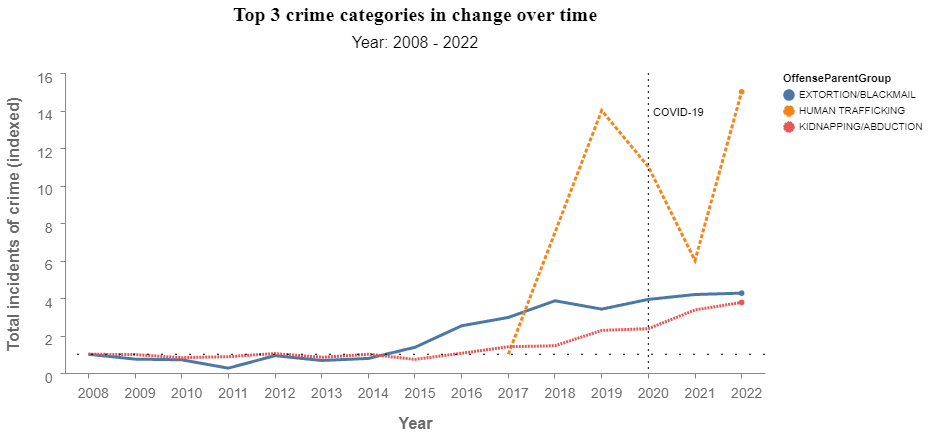 Top 3 crime categories in change over time
Year: 2008 - 2022
OffenseParentGroup
EXTORTION/BLACKMAIL
HUMAN TRAFFICKING
KIDNAPPING/ABDUCTION
COVID-19
Total incidents of crime (indexed)
16
14
12
10
8
6
4
2
0
2008 2009 2010 2011 2012 2013 2014 2015 2016 2017 2018 2019 2020 2021 2022
Year